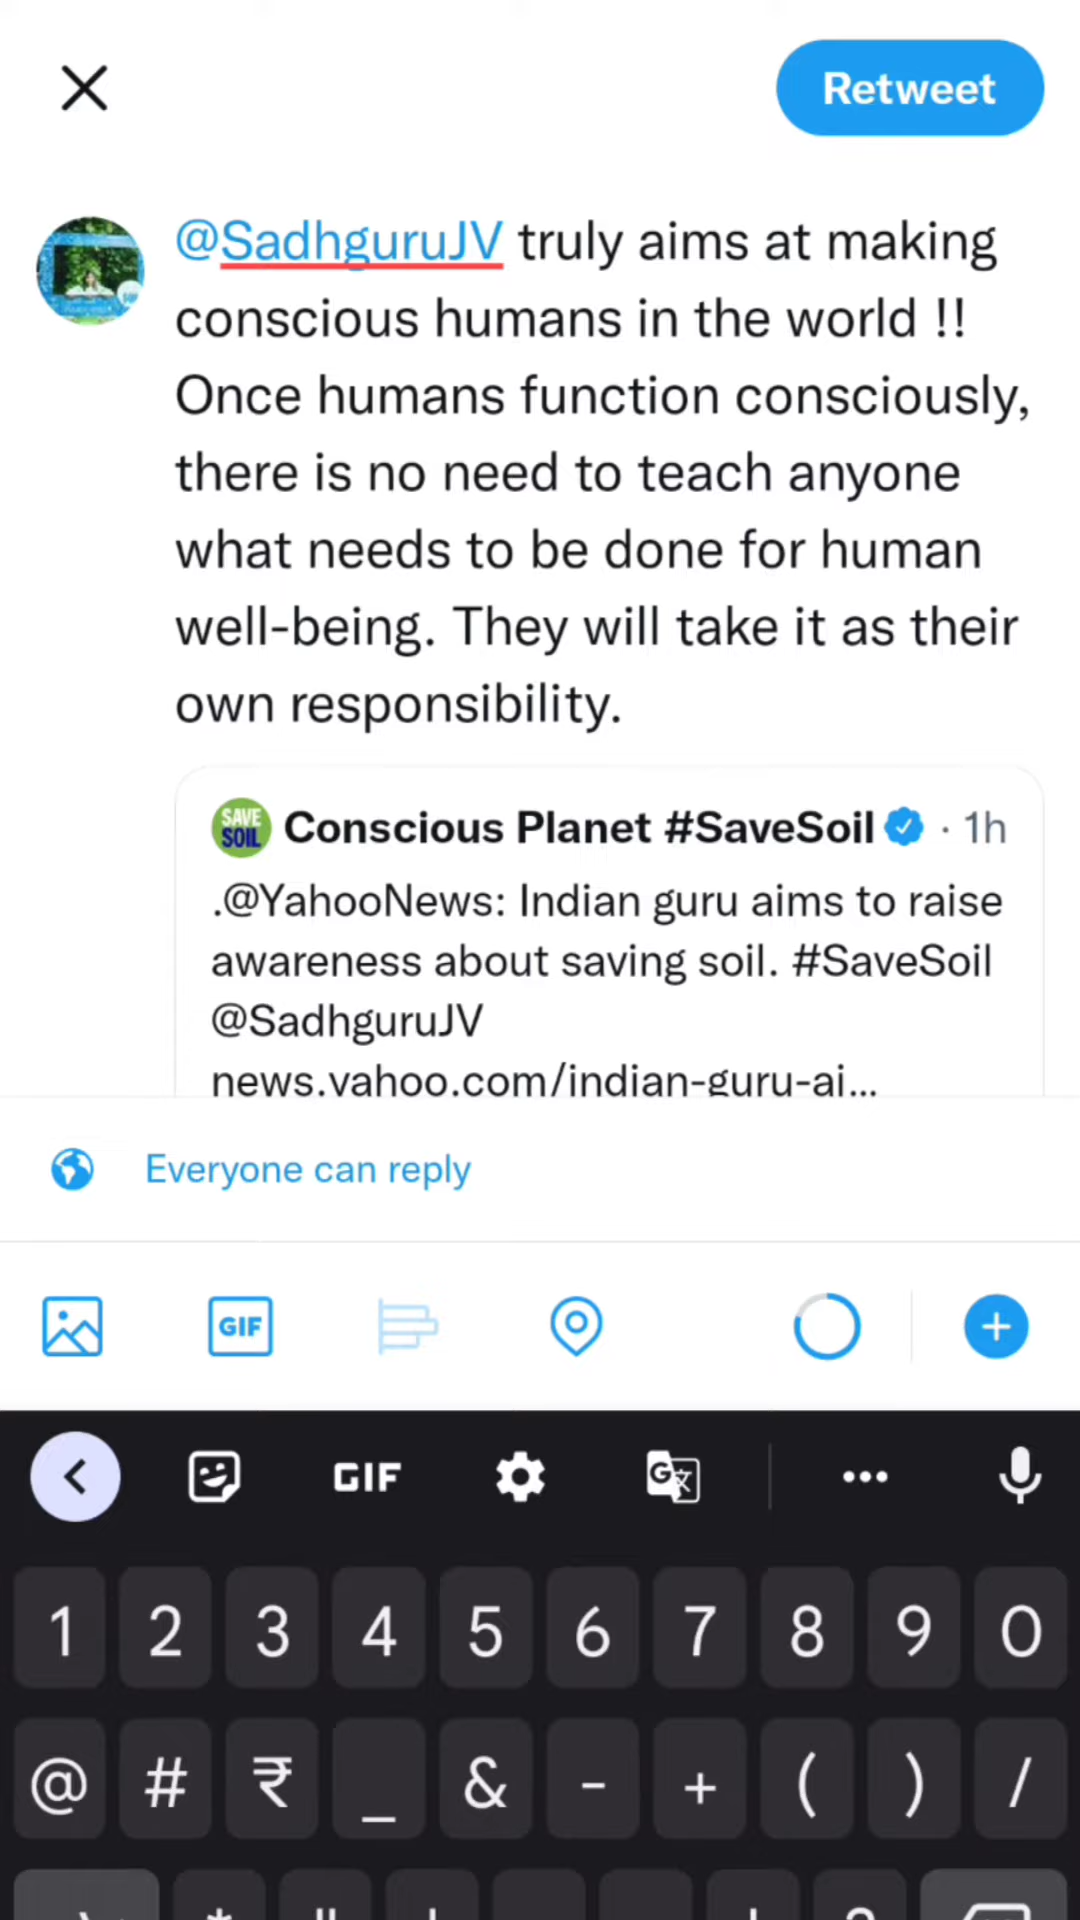 Retweet
@SadhguruJV truly aims at making
conscious humans in the world !!
Once humans function consciously,
there is no need to teach anyone
what needs to be done for human
well-being. They will take it as their
own responsibility.
SAVE
SOIL
Conscious Planet #SaveSoil · 1h
.@YahooNews: Indian guru aims to raise
awareness about saving soil. #SaveSoil
@SadhguruJV
news.yahoo.com/indian-guru-ai...
Everyone can reply
GIF
GIF
1 2 3 4 5 6 7 8 9 0
@ # ₹ _ & - + ( ) /